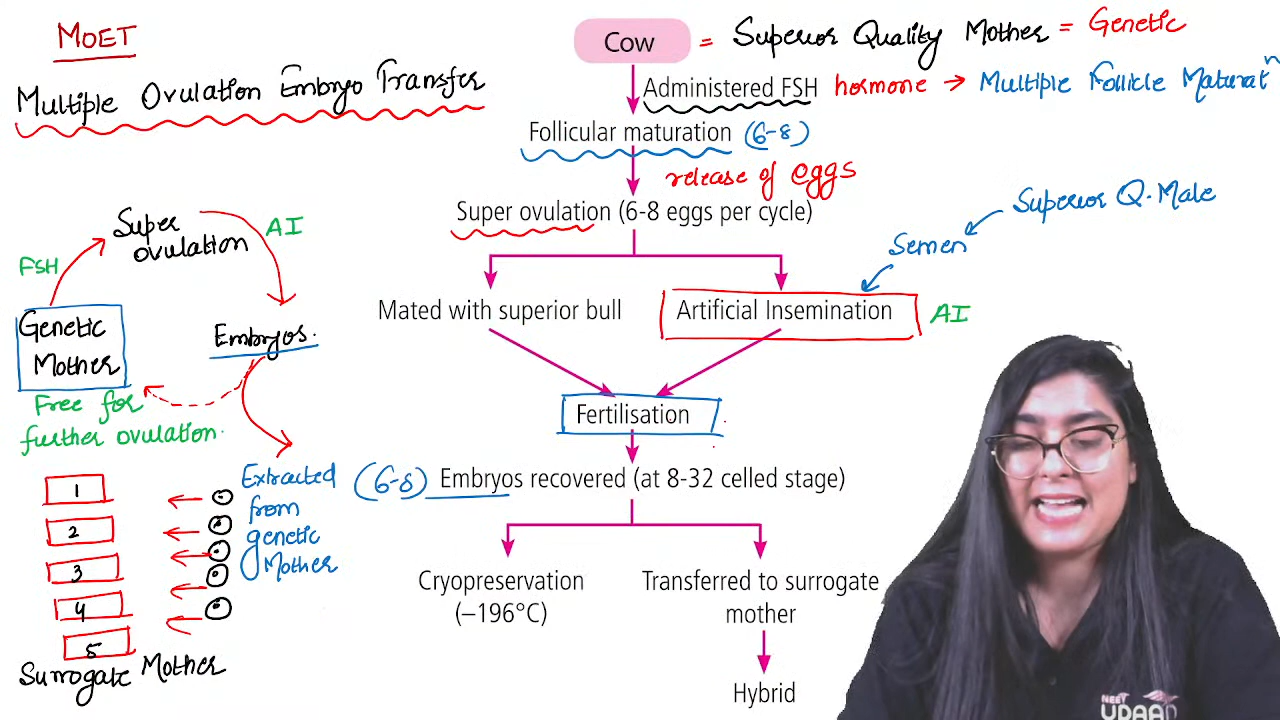 MOET
Multiple Ovulation Embryo Transfer
Cow = Superior Quality Mother = Genetic
Administered FSH hormone → Multiple Follicle Maturatn
Follicular maturation (6-8)
release of eggs
Super ovulation (6-8 eggs per cycle)
Superior Q. Male
Semen
Mated with superior bull
Artificial Insemination AI
Fertilisation
(6-8) Embryos recovered (at 8-32 celled stage)
Cryopreservation
(–196°C)
Transferred to surrogate
mother
Hybrid
Super
ovulation
AI
FSH
Genetic
Mother
Embryos.
Free for
further ovulation.
Extracted
from
genetic
Mother
1
2
3
4
5
Surrogate Mother
NEET
UDAAN